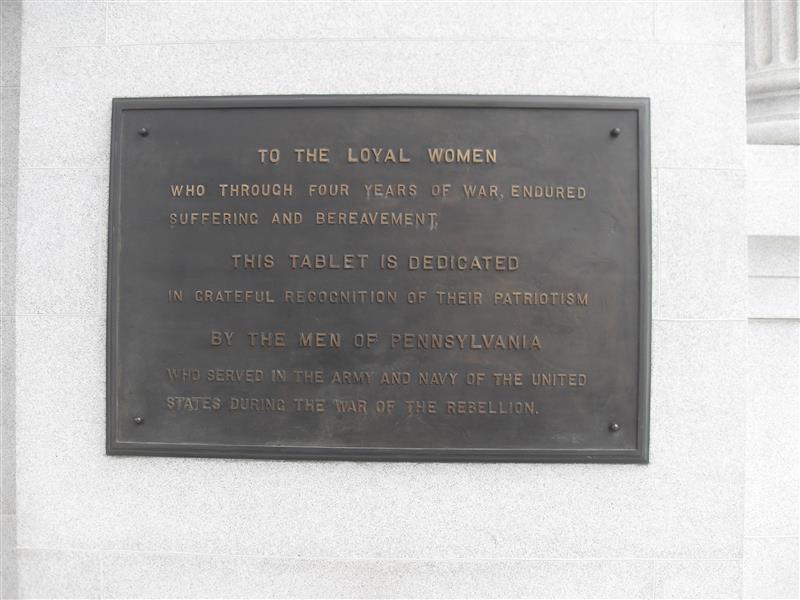 TO THE LOYAL WOMEN
WHO THROUGH FOUR YEARS OF WAR, ENDURED
SUFFERING AND BEREAVEMENT,
THIS TABLET IS DEDICATED
IN GRATEFUL RECOGNITION OF THEIR PATRIOTISM
BY THE MEN OF PENNSYLVANIA
WHO SERVED IN THE ARMY AND NAVY OF THE UNITED
STATES DURING THE WAR OF THE REBELLION.